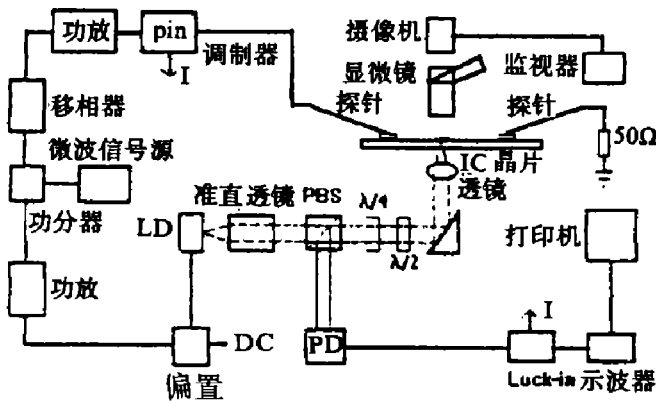 功放
pin
调制器
I
摄像机
显微镜
监视器
移相器
探针
探针
50Ω
微波信号源
IC 晶片
透镜
功分器
准直透镜 PBS
λ/4
LD
λ/2
打印机
功放
DC
PD
I
偏置
Luck-in 示波器